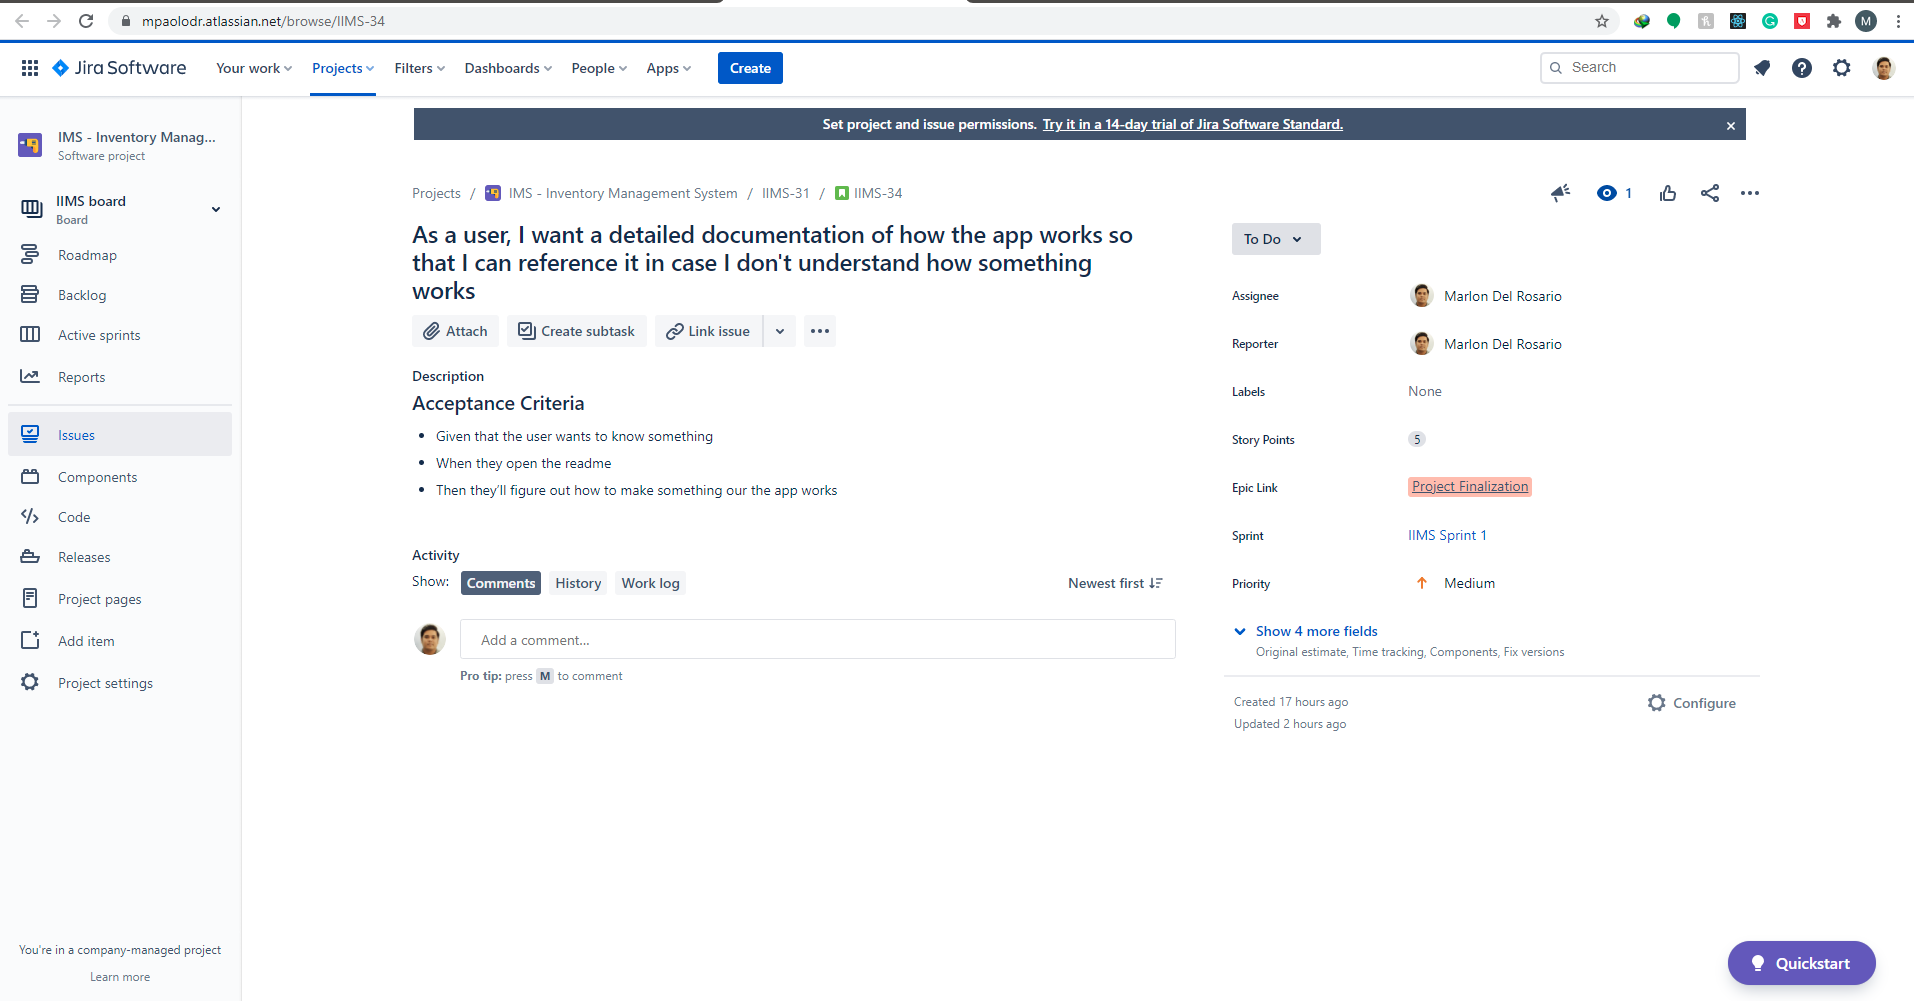 mpaolodr.atlassian.net/browse/IIMS-34
M
Jira Software
Your work
Projects
Filters
Dashboards
People
Apps
Create
Search
IMS - Inventory Manag...
Software project
IIMS board
Board
Roadmap
Backlog
Active sprints
Reports
Issues
Components
Code
Releases
Project pages
Add item
Project settings
You're in a company-managed project
Learn more
Set project and issue permissions. Try it in a 14-day trial of Jira Software Standard.
Projects / IMS - Inventory Management System / IIMS-31 / IIMS-34
1
As a user, I want a detailed documentation of how the app works so
that I can reference it in case I don't understand how something
works
Attach
Create subtask
Link issue
Description
Acceptance Criteria
Given that the user wants to know something
When they open the readme
Then they'll figure out how to make something our the app works
Activity
Show: Comments History Work log
Newest first
Add a comment...
Pro tip: press M to comment
To Do
Assignee Marlon Del Rosario
Reporter Marlon Del Rosario
Labels None
Story Points 5
Epic Link Project Finalization
Sprint IIMS Sprint 1
Priority Medium
Show 4 more fields
Original estimate, Time tracking, Components, Fix versions
Created 17 hours ago
Updated 2 hours ago
Configure
Quickstart